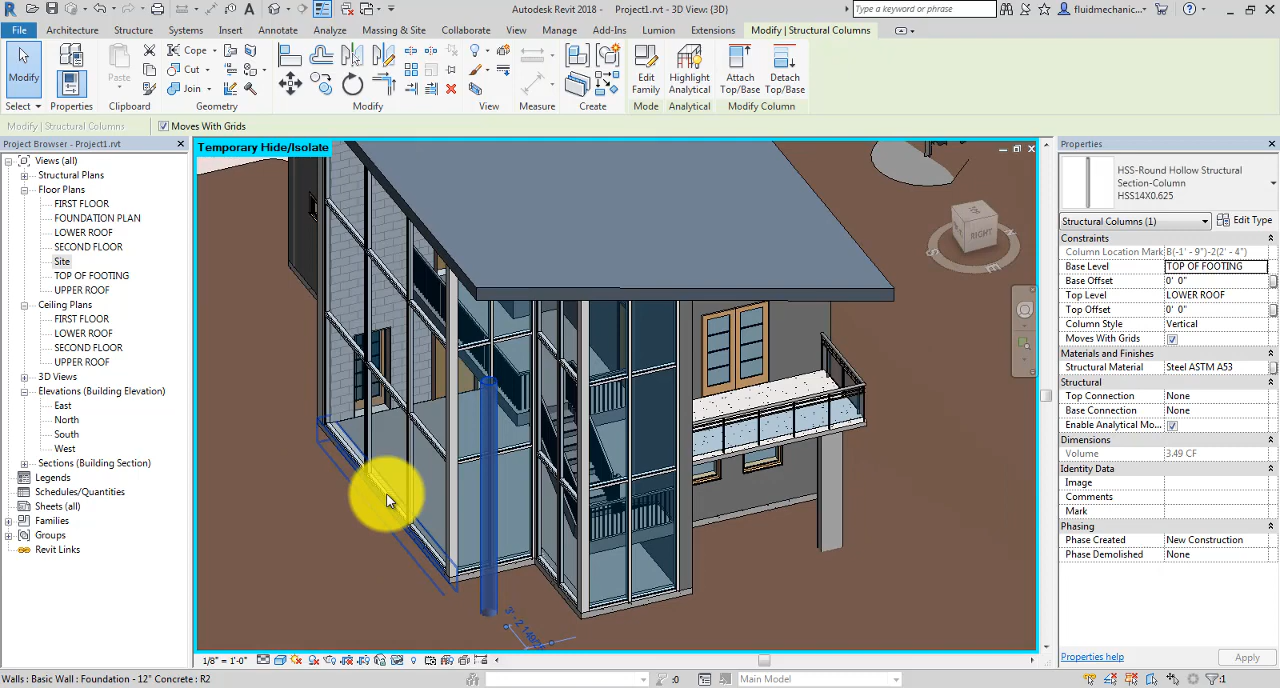 Autodesk Revit 2018 - Project1.rvt - 3D View: {3D}
Type a keyword or phrase
fluidmechanic...
File Architecture Structure Systems Insert Annotate Analyze Massing & Site Collaborate View Manage Add-Ins Lumion Extensions Modify | Structural Columns
Modify
Properties
Paste
Cope
Cut
Join
Edit Family
Highlight Analytical
Attach Top/Base
Detach Top/Base
Select Properties Clipboard Geometry Modify View Measure Create Mode Analytical Modify Column
Modify | Structural Columns
Moves With Grids
Project Browser - Project1.rvt
Views (all)
Structural Plans
Floor Plans
FIRST FLOOR
FOUNDATION PLAN
LOWER ROOF
SECOND FLOOR
Site
TOP OF FOOTING
UPPER ROOF
Ceiling Plans
FIRST FLOOR
LOWER ROOF
SECOND FLOOR
UPPER ROOF
3D Views
Elevations (Building Elevation)
East
North
South
West
Sections (Building Section)
Legends
Schedules/Quantities
Sheets (all)
Families
Groups
Revit Links
Temporary Hide/Isolate
TOP
RIGHT
Properties
HSS-Round Hollow Structural
Section-Column
HSS14X0.625
Structural Columns (1)
Edit Type
Constraints
Column Location Mark B(-1' - 9")-2(2' - 4")
Base Level TOP OF FOOTING
Base Offset 0' 0"
Top Level LOWER ROOF
Top Offset 0' 0"
Column Style Vertical
Moves With Grids
Materials and Finishes
Structural Material Steel ASTM A53
Structural
Top Connection None
Base Connection None
Enable Analytical Mo...
Dimensions
Volume 3.49 CF
Identity Data
Image
Comments
Mark
Phasing
Phase Created New Construction
Phase Demolished None
Properties help
Apply
1/8" = 1'-0"
Walls : Basic Wall : Foundation - 12" Concrete : R2
:0
Main Model
:1